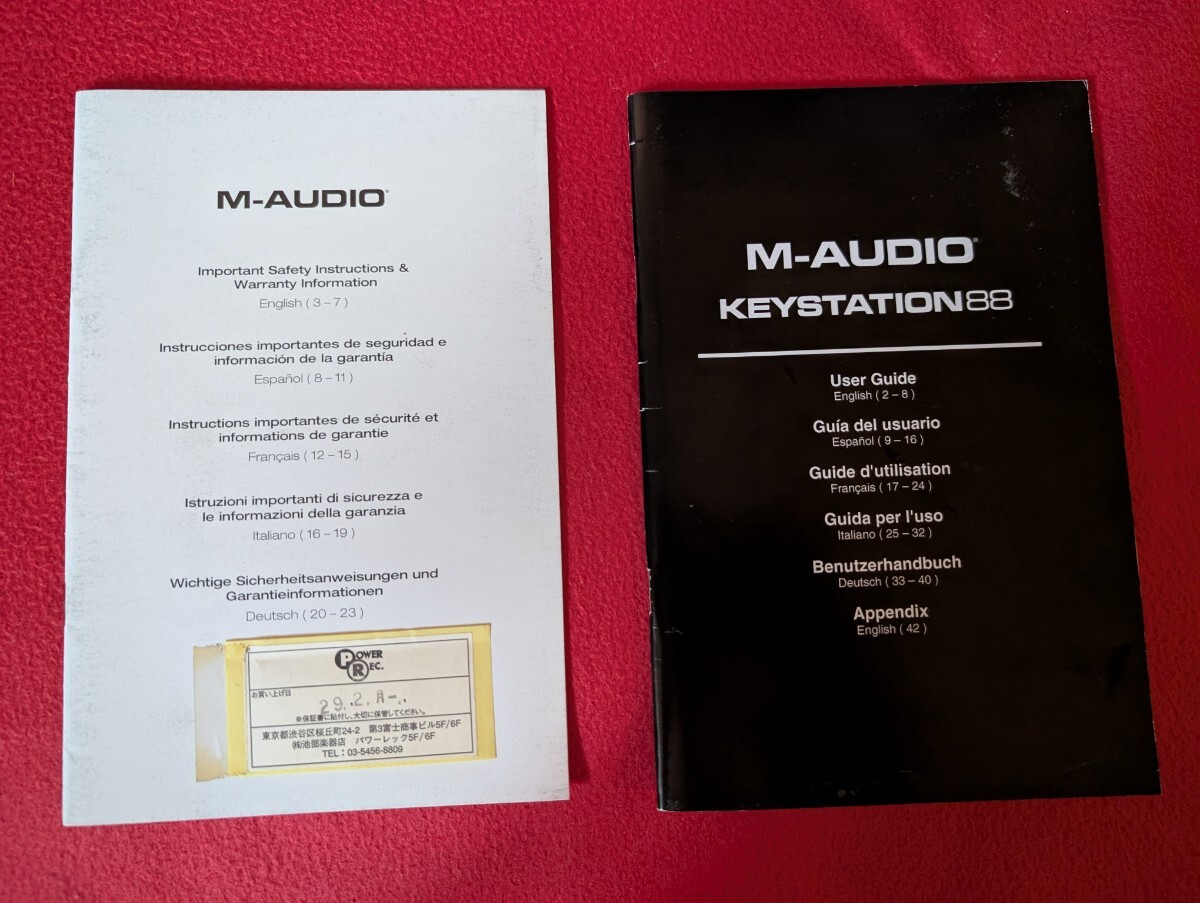 M-AUDIO®
Important Safety Instructions &
Warranty Information
English ( 3 – 7 )
Instrucciones importantes de seguridad e
información de la garantía
Español ( 8 – 11 )
Instructions importantes de sécurité et
informations de garantie
Français ( 12 – 15 )
Istruzioni importanti di sicurezza e
le informazioni della garanzia
Italiano ( 16 – 19 )
Wichtige Sicherheitsanweisungen und
Garantieinformationen
Deutsch ( 20 – 23 )
POWER
REC.
お買い上げ日
29.2.月
※保証書に貼付し、大切に保管してください。
東京都渋谷区桜丘町24-2 第3富士商事ビル5F/6F
㈱池部楽器店 パワーレック5F/6F
TEL：03-5456-8809
M-AUDIO®
KEYSTATION88
User Guide
English ( 2 – 8 )
Guía del usuario
Español ( 9 – 16 )
Guide d'utilisation
Français ( 17 – 24 )
Guida per l'uso
Italiano ( 25 – 32 )
Benutzerhandbuch
Deutsch ( 33 – 40 )
Appendix
English ( 42 )